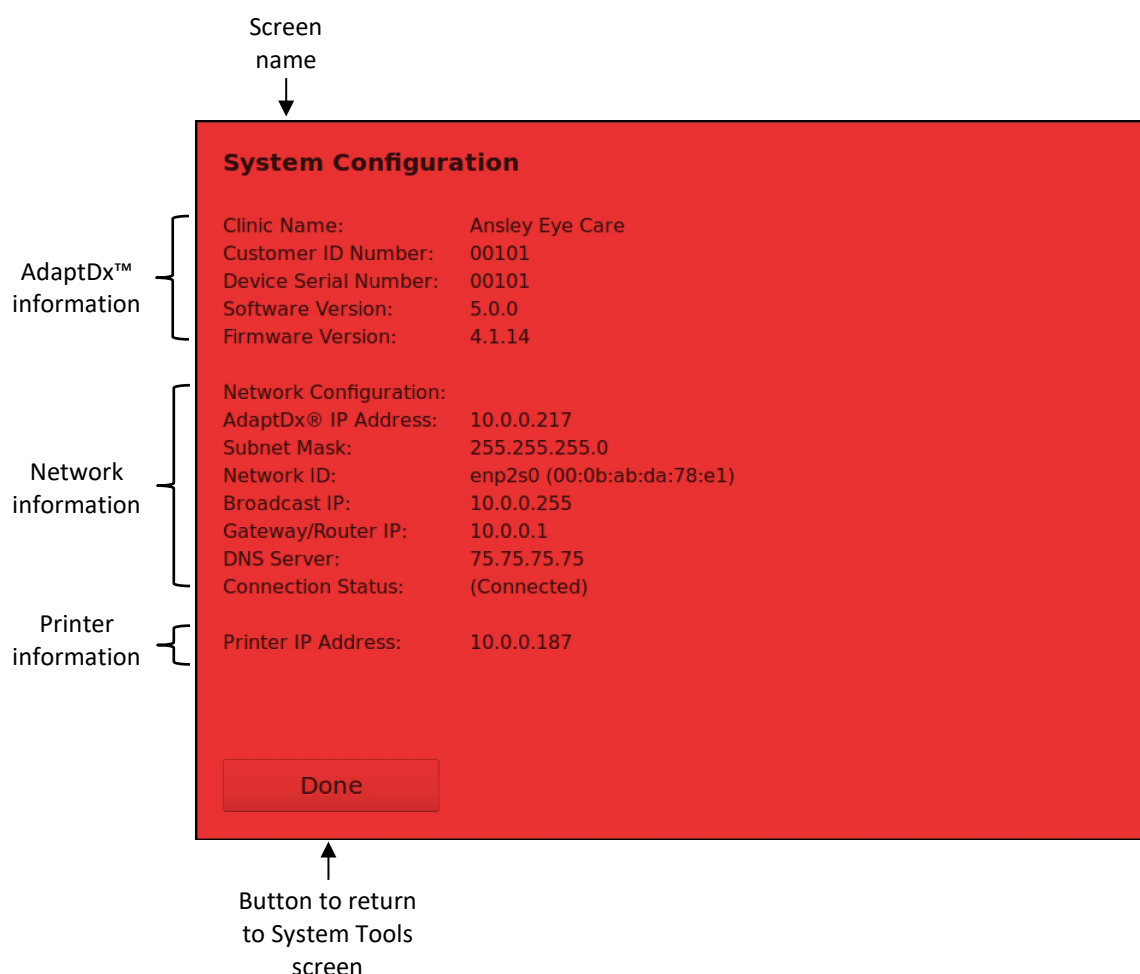 Screen
name
System Configuration
AdaptDx™
information
Clinic Name: Ansley Eye Care
Customer ID Number: 00101
Device Serial Number: 00101
Software Version: 5.0.0
Firmware Version: 4.1.14
Network
information
Network Configuration:
AdaptDx® IP Address: 10.0.0.217
Subnet Mask: 255.255.255.0
Network ID: enp2s0 (00:0b:ab:da:78:e1)
Broadcast IP: 10.0.0.255
Gateway/Router IP: 10.0.0.1
DNS Server: 75.75.75.75
Connection Status: (Connected)
Printer
information
Printer IP Address: 10.0.0.187
Done
Button to return
to System Tools
screen